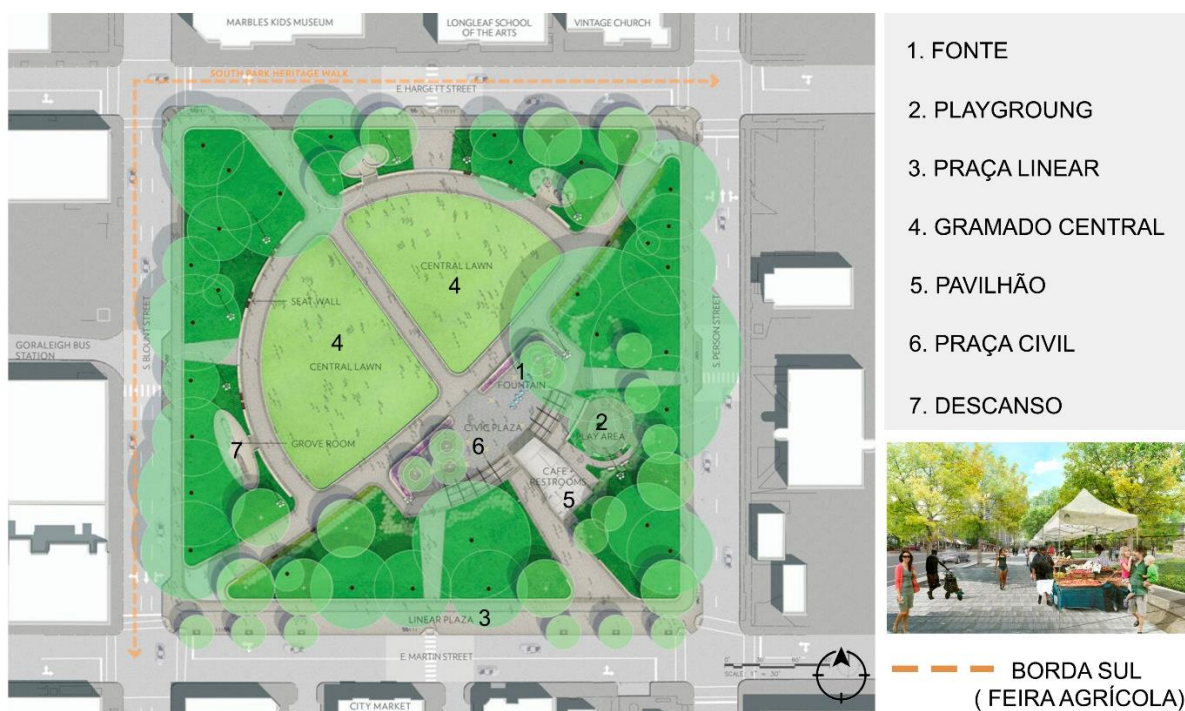 MARBLES KIDS MUSEUM
LONGLEAF SCHOOL
OF THE ARTS
VINTAGE CHURCH
SOUTH PARK HERITAGE WALK
E. HARGETT STREET
CENTRAL LAWN
4
SEAT WALL
4
CENTRAL LAWN
GORALEIGH BUS
STATION
S. BLOUNT STREET
S. PERSON STREET
1
FOUNTAIN
2
PLAY AREA
CIVIC PLAZA
6
7
GROVE ROOM
CAFE +
RESTROOMS
5
LINEAR PLAZA 3
E. MARTIN STREET
CITY MARKET
SCALE: 1" = 30'
1. FONTE
2. PLAYGROUNG
3. PRAÇA LINEAR
4. GRAMADO CENTRAL
5. PAVILHÃO
6. PRAÇA CIVIL
7. DESCANSO
BORDA SUL
( FEIRA AGRÍCOLA)